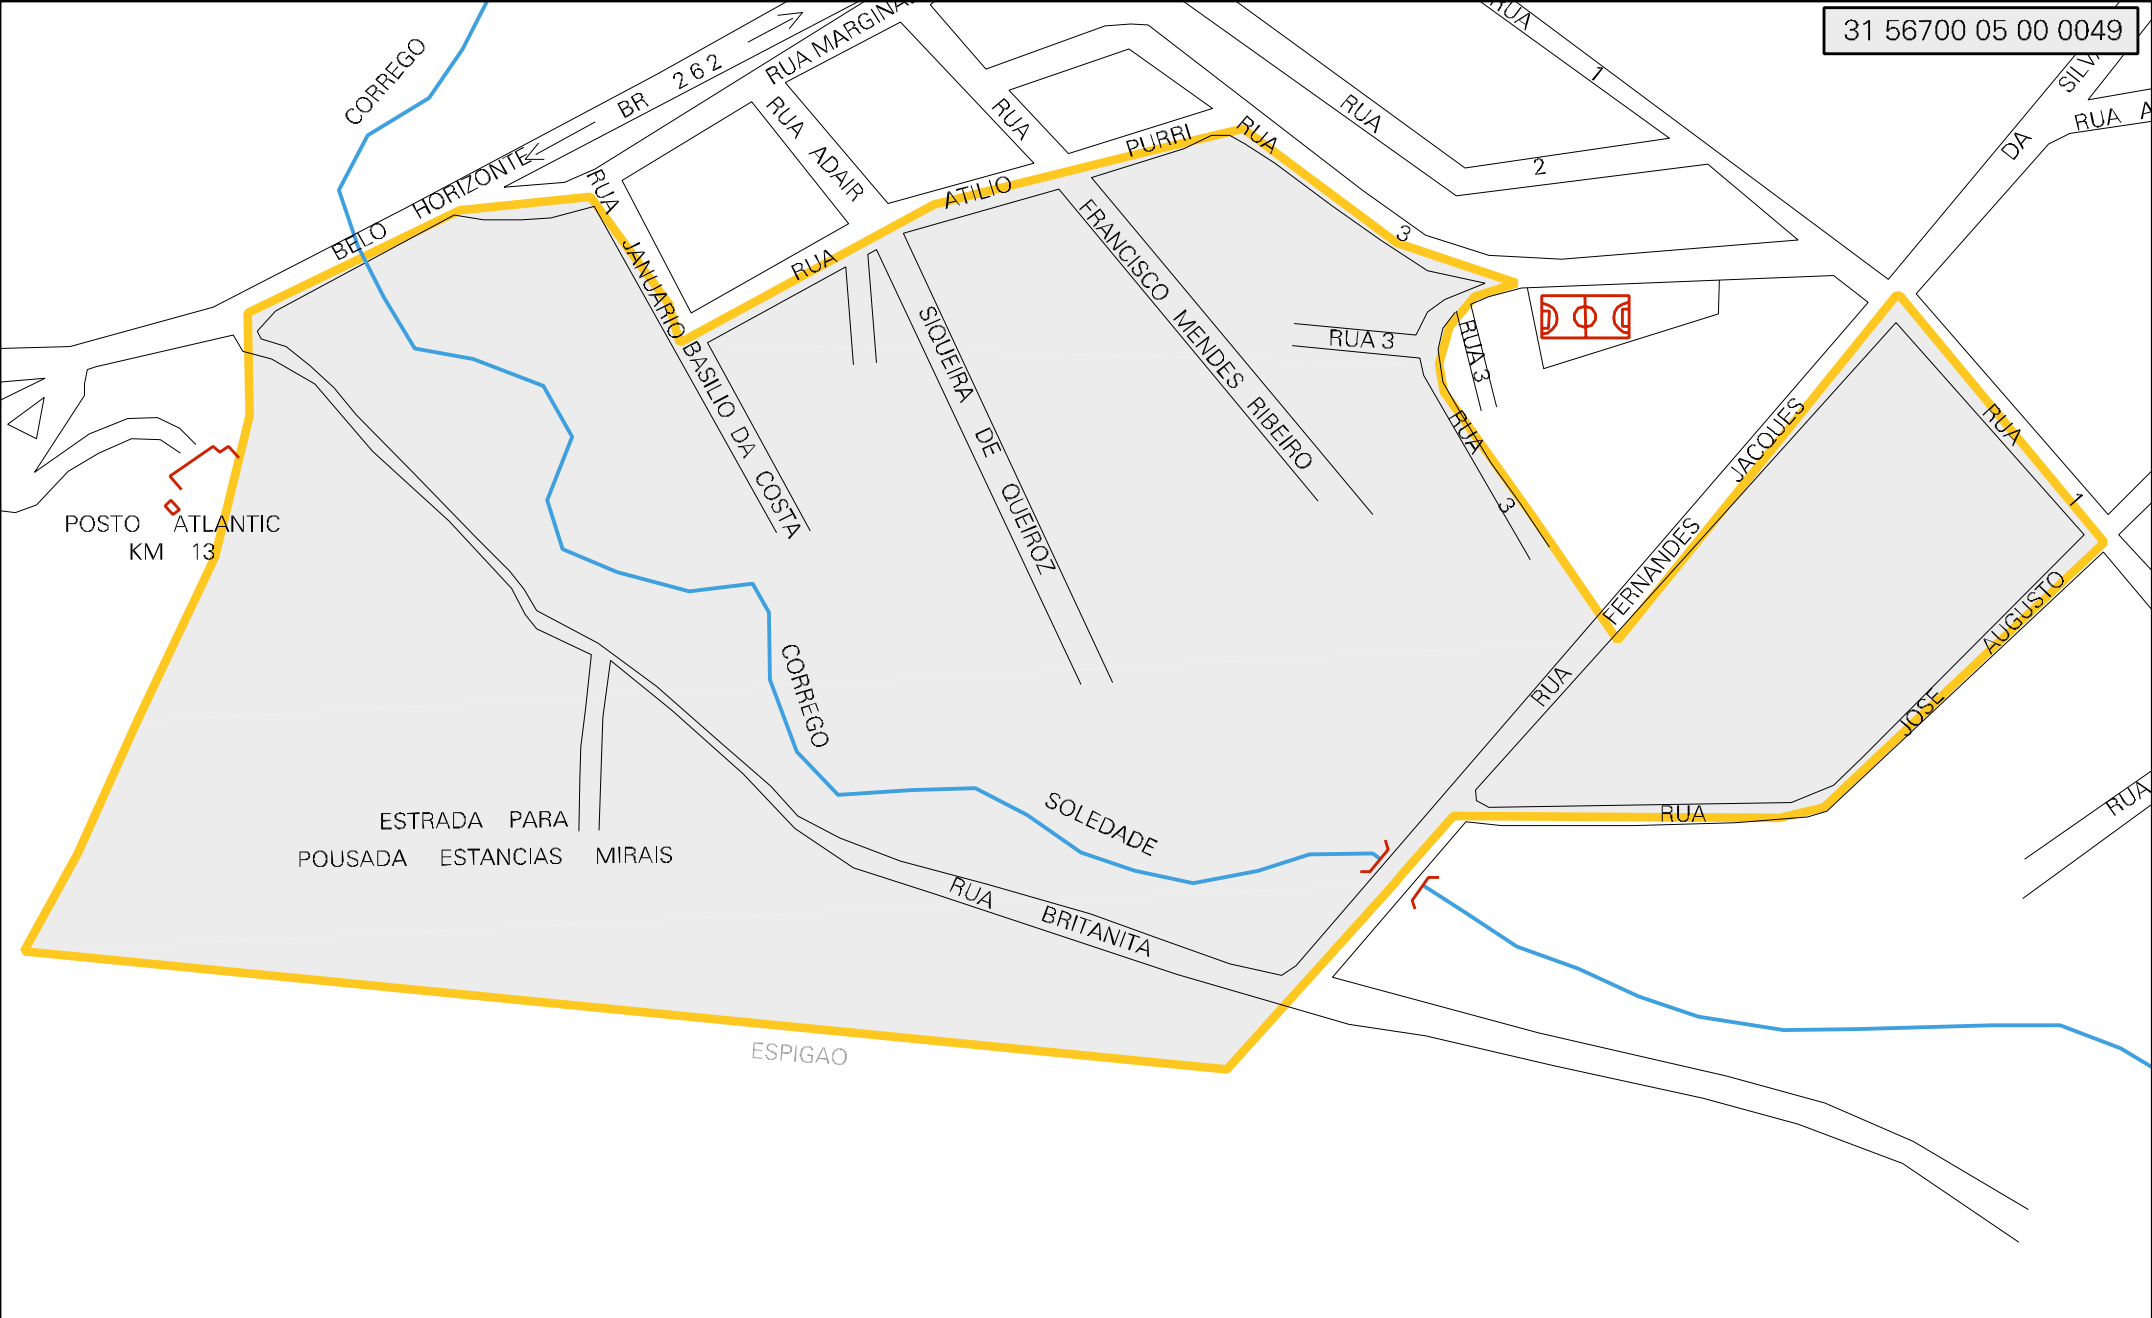 31 56700 05 00 0049
CORREGO
BR 262
RUA MARGINAL
RUA
1
RUA
2
RUA
RUA ADAIR
RUA ATILIO PURRI
RUA 3
DA
RUA A
BELO HORIZONTE
RUA JANUARIO BASILIO DA COSTA
SIQUEIRA DE QUEIROZ
FRANCISCO MENDES RIBEIRO
RUA 3
RUA 3
RUA 3
RUA FERNANDES JACQUES
RUA 1
POSTO ATLANTIC
KM 13
CORREGO SOLEDADE
RUA JOSE AUGUSTO
RUA
ESTRADA PARA
POUSADA ESTANCIAS MIRAIS
RUA BRITANITA
ESPIGAO